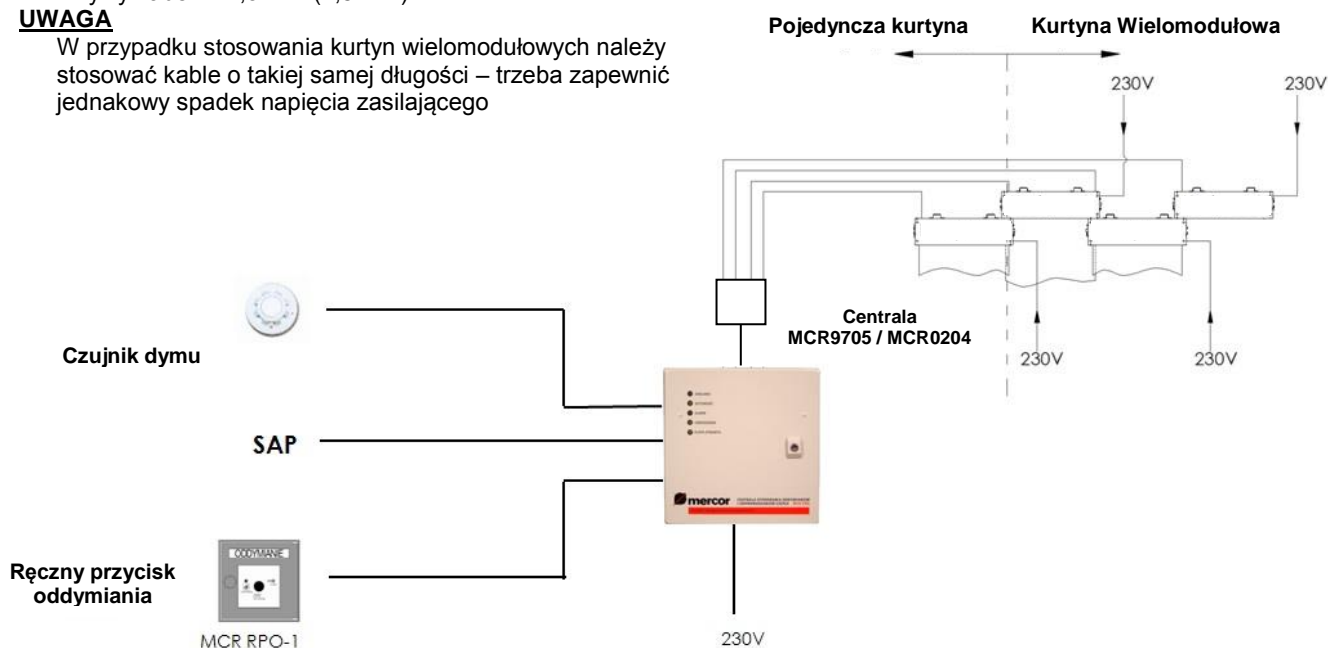 UWAGA
W przypadku stosowania kurtyn wielomodułowych należy
stosować kable o takiej samej długości – trzeba zapewnić
jednakowy spadek napięcia zasilającego
Pojedyncza kurtyna
Kurtyna Wielomodułowa
230V
230V
Centrala
MCR9705 / MCR0204
230V
230V
Czujnik dymu
SAP
mercor
Ręczny przycisk
oddymiania
ODDYMIANIE
MCR RPO-1
230V